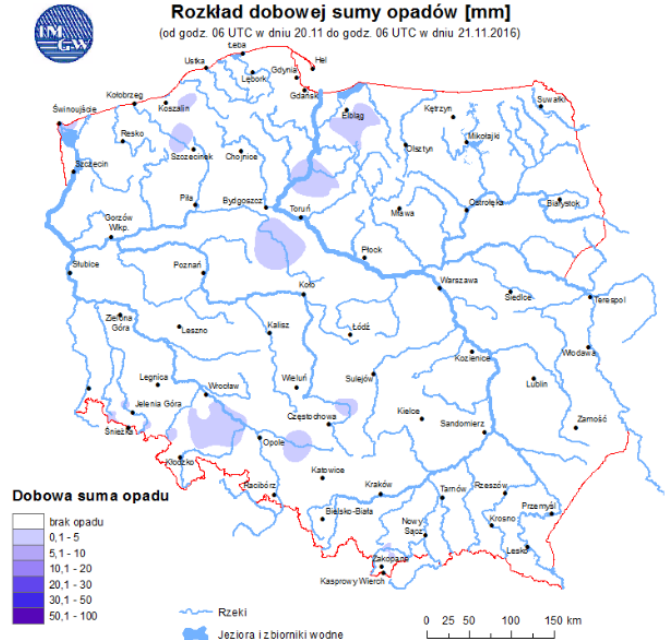 Rozkład dobowej sumy opadów [mm]
(od godz. 06 UTC w dniu 20.11 do godz. 06 UTC w dniu 21.11.2016)
IM
G-W
Łeba
Hel
Ustka
Lębork
Gdynia
Gdańsk
Kołobrzeg
Koszalin
Świnoujście
Elbląg
Kętrzyn
Suwałki
Resko
Szczecinek
Chojnice
Olsztyn
Mikołajki
Szczecin
Piła
Bydgoszcz
Toruń
Mława
Ostrołęka
Białystok
Gorzów
Wlkp.
Płock
Słubice
Poznań
Koło
Warszawa
Siedlce
Terespol
Zielona
Góra
Leszno
Kalisz
Łódź
Kozienice
Włodawa
Legnica
Wrocław
Wieluń
Sulejów
Lublin
Jelenia Góra
Śnieżka
Częstochowa
Kielce
Sandomierz
Zamość
Opole
Kłodzko
Katowice
Racibórz
Kraków
Tarnów
Rzeszów
Przemyśl
Bielsko-Biała
Nowy
Sącz
Krosno
Lesko
Zakopane
Kasprowy Wierch
Dobowa suma opadu
brak opadu
0,1 - 5
5,1 - 10
10,1 - 20
20,1 - 30
30,1 - 50
50,1 - 100
Rzeki
Jeziora i zbiorniki wodne
0 25 50 100 150 km